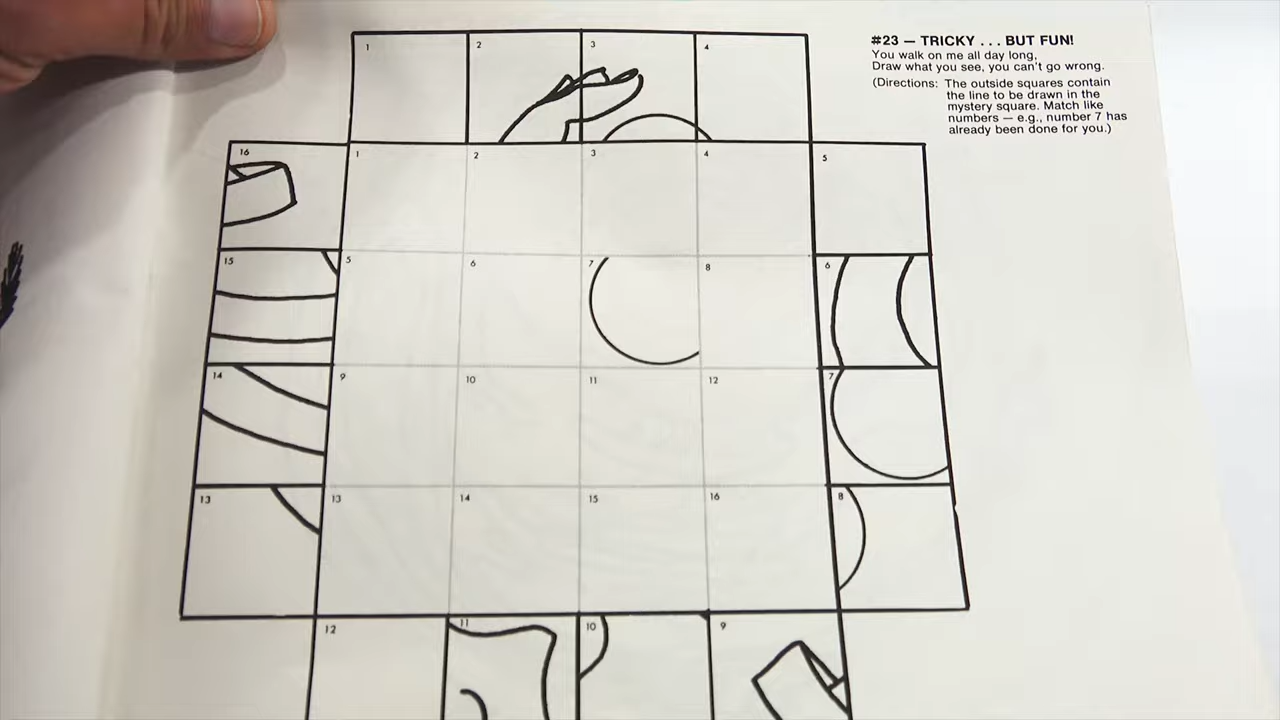 #23 — TRICKY . . . BUT FUN!
You walk on me all day long,
Draw what you see, you can't go wrong.
(Directions: The outside squares contain
the line to be drawn in the
mystery square. Match like
numbers — e.g., number 7 has
already been done for you.)
1 2 3 4
16 1 2 3 4 5
15 5 6 7 8 6
14 9 10 11 12 7
13 13 14 15 16 8
12 11 10 9